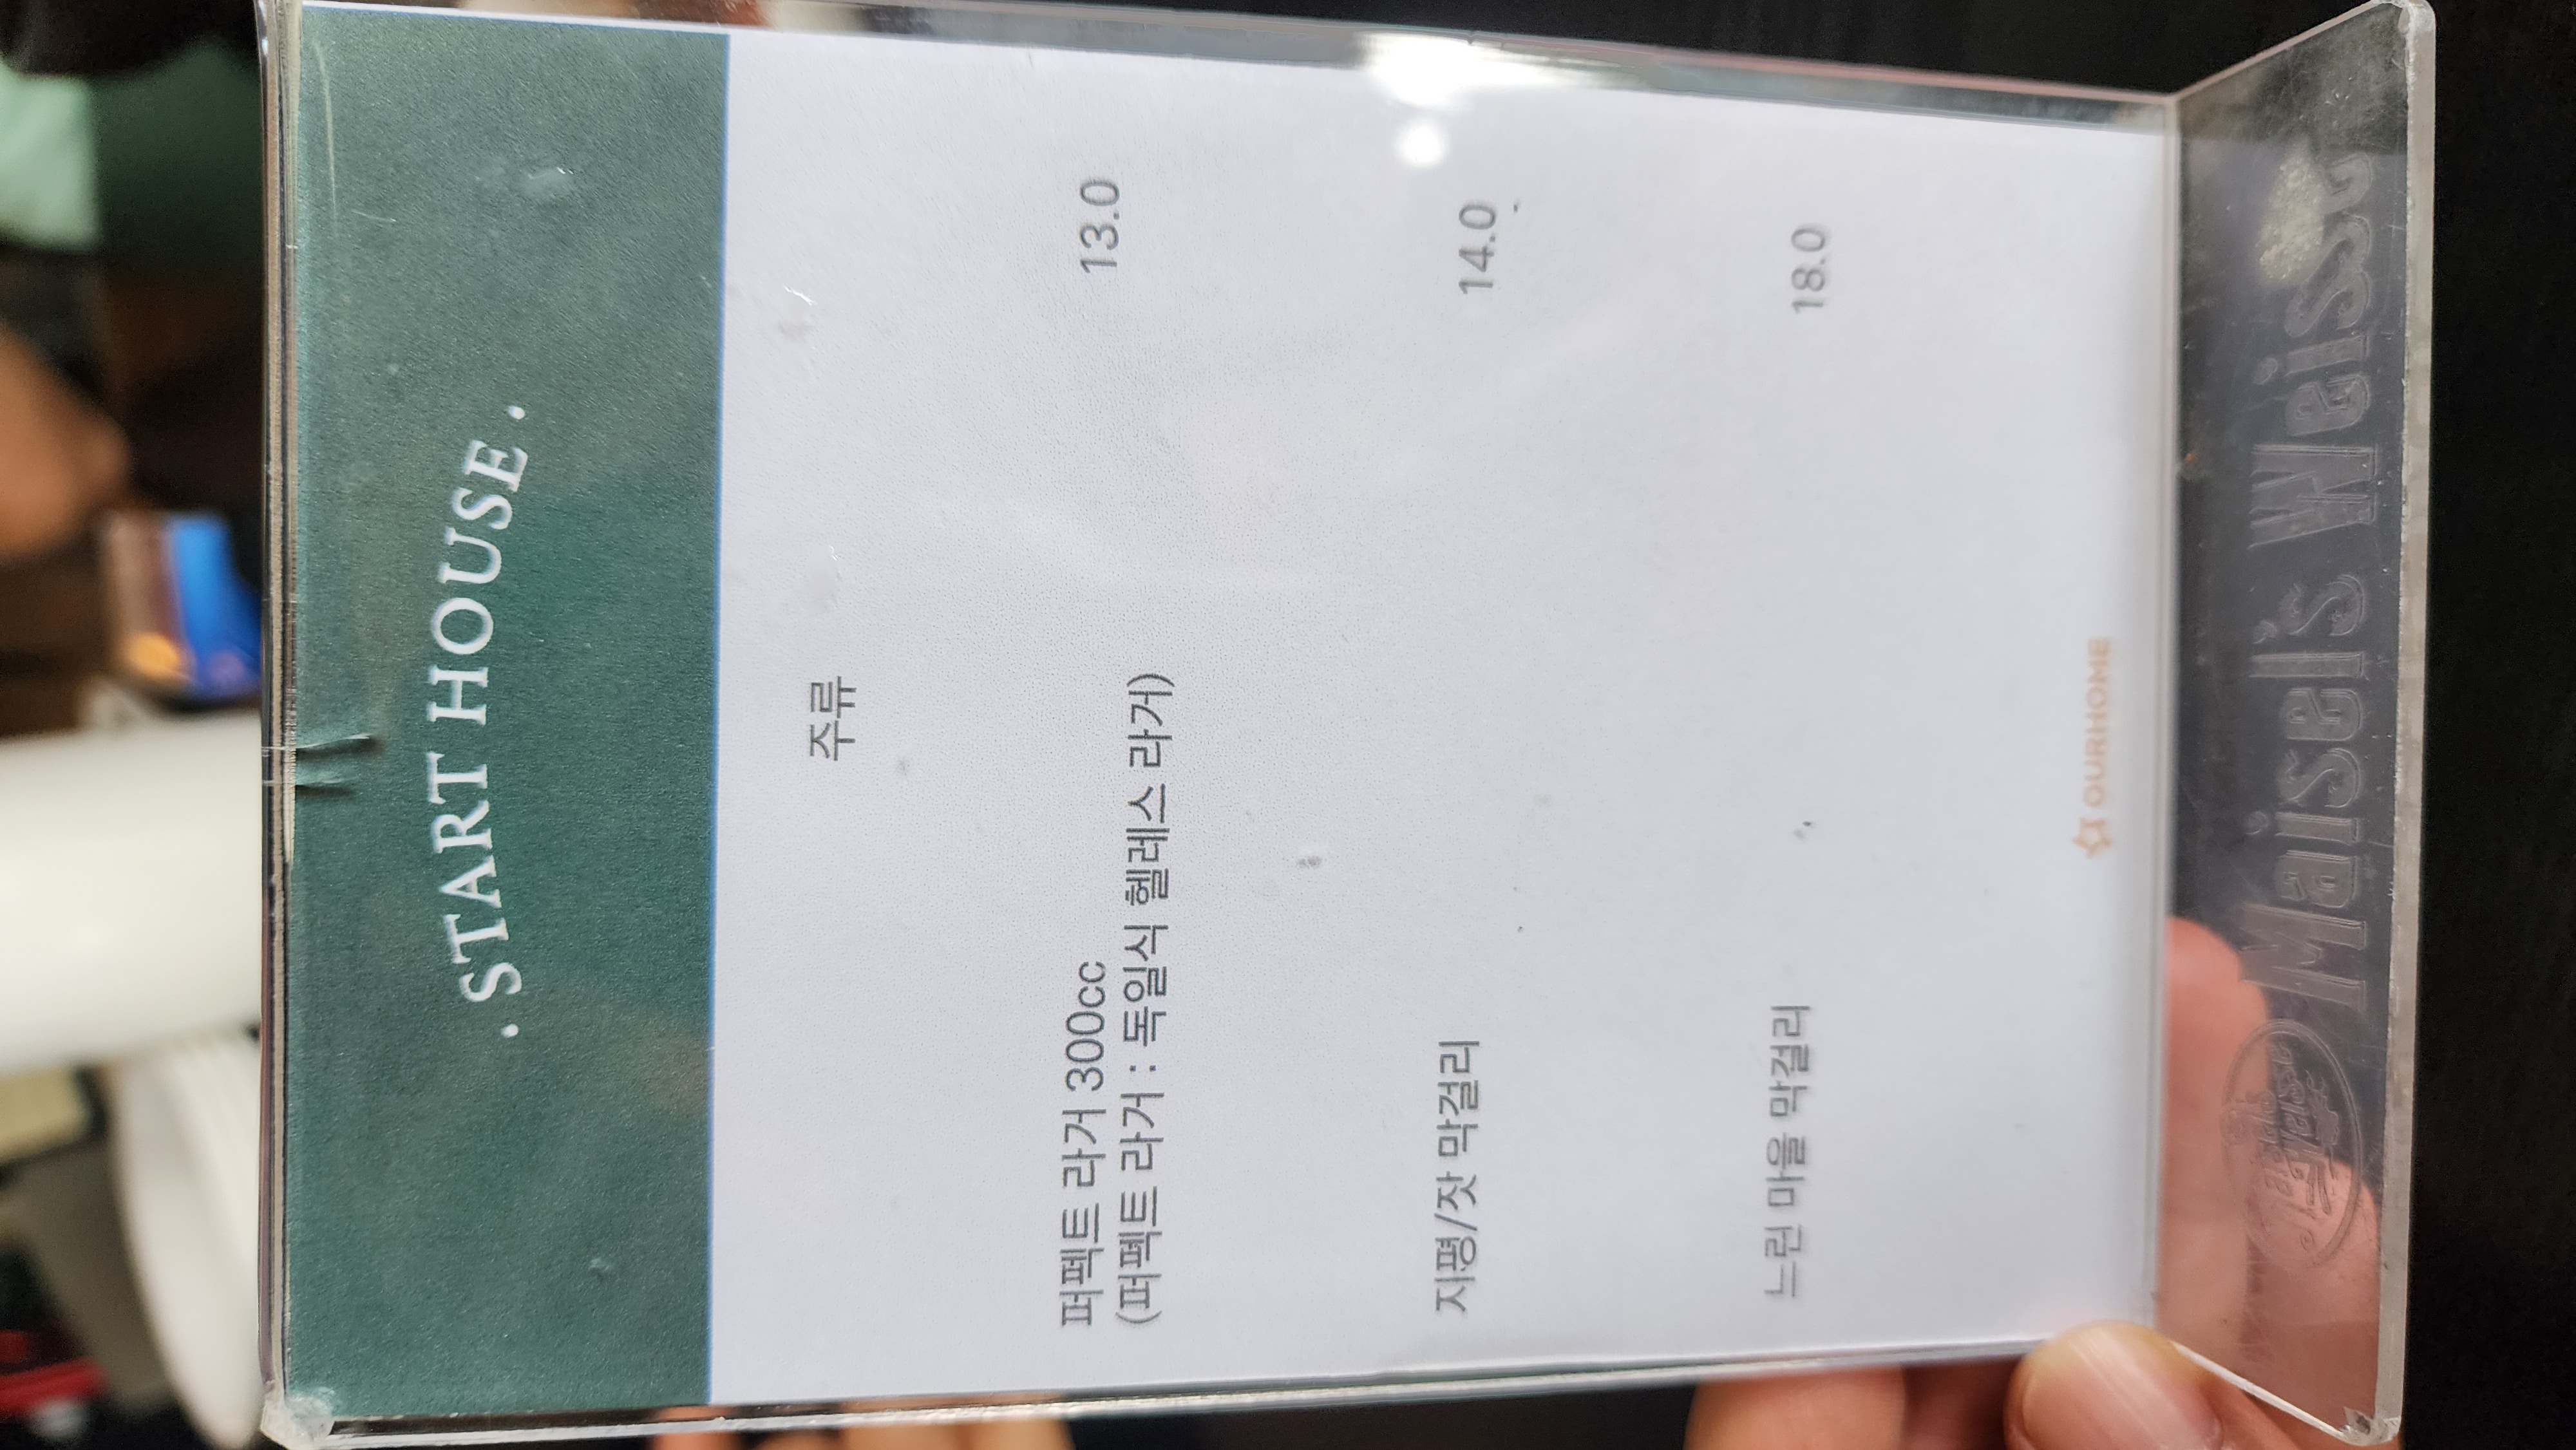 . START HOUSE .
주류
퍼펙트 라거 300cc 13.0
(퍼펙트 라거 : 독일식 헬레스 라거)
지평/잣 막걸리 14.0
느린 마을 막걸리 18.0
OURHOME
Maisel's Weisse
Maisel's Weisse